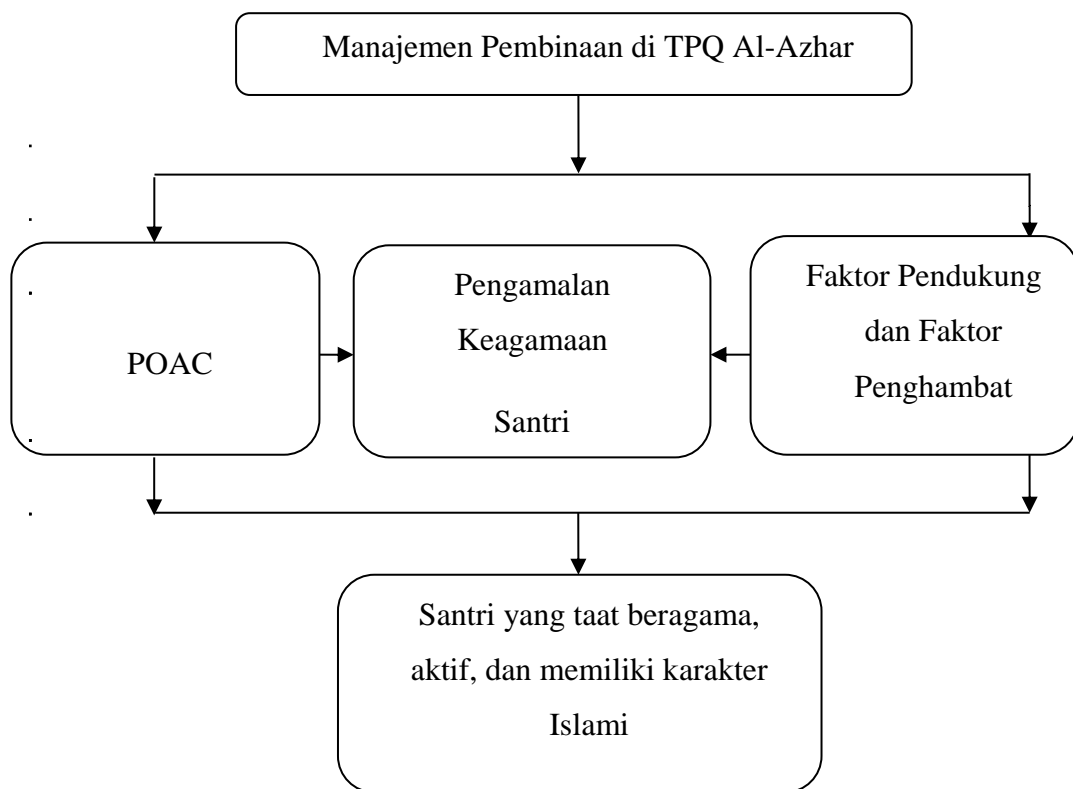 Manajemen Pembinaan di TPQ Al-Azhar
POAC
Pengamalan
Keagamaan
Santri
Faktor Pendukung
dan Faktor
Penghambat
Santri yang taat beragama,
aktif, dan memiliki karakter
Islami